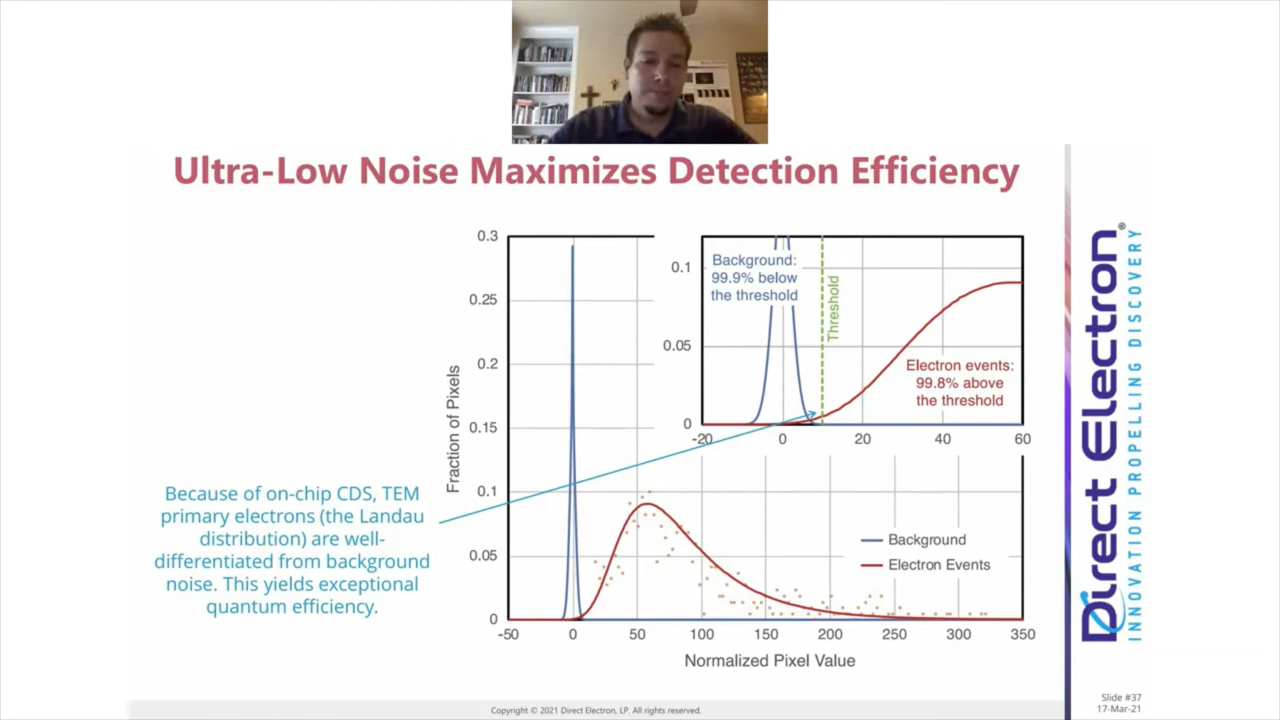 Ultra-Low Noise Maximizes Detection Efficiency
0.3
0.25
0.2
0.15
0.1
0.05
0
-50
0
50
100
150
200
250
300
350
Fraction of Pixels
Normalized Pixel Value
0.1
0.05
0
-20
0
20
40
60
Background:
99.9% below
the threshold
Threshold
Electron events:
99.8% above
the threshold
Background
Electron Events
Because of on-chip CDS, TEM
primary electrons (the Landau
distribution) are well-
differentiated from background
noise. This yields exceptional
quantum efficiency.
Direct Electron®
INNOVATION PROPELLING DISCOVERY
Copyright © 2021 Direct Electron, LP. All rights reserved.
Slide #37
17-Mar-21